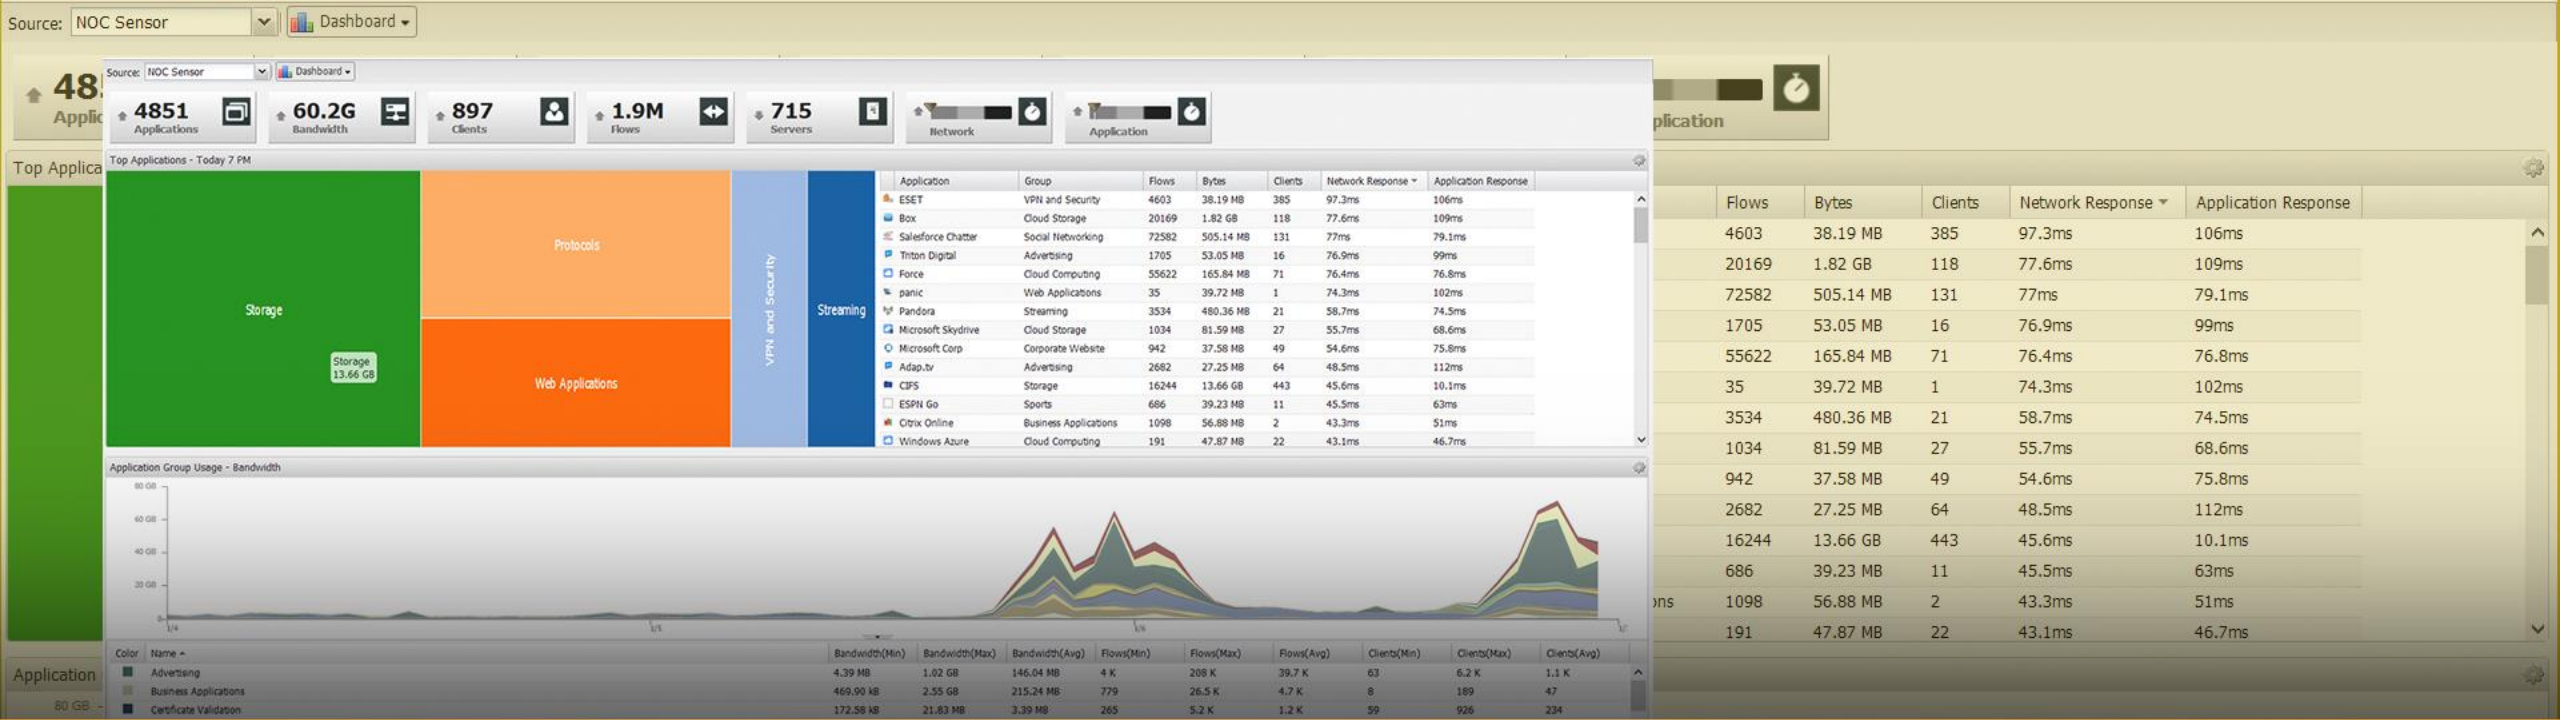 Source: NOC Sensor Dashboard
48
Applic
plication
Top Applica
Flows Bytes Clients Network Response Application Response
4603 38.19 MB 385 97.3ms 106ms
20169 1.82 GB 118 77.6ms 109ms
72582 505.14 MB 131 77ms 79.1ms
1705 53.05 MB 16 76.9ms 99ms
55622 165.84 MB 71 76.4ms 76.8ms
35 39.72 MB 1 74.3ms 102ms
3534 480.36 MB 21 58.7ms 74.5ms
1034 81.59 MB 27 55.7ms 68.6ms
942 37.58 MB 49 54.6ms 75.8ms
2682 27.25 MB 64 48.5ms 112ms
16244 13.66 GB 443 45.6ms 10.1ms
686 39.23 MB 11 45.5ms 63ms
ons 1098 56.88 MB 2 43.3ms 51ms
191 47.87 MB 22 43.1ms 46.7ms
Application
80 GB
Source: NOC Sensor Dashboard
4851 60.2G 897 1.9M 715
Applications Bandwidth Clients Flows Servers Network Application
Top Applications - Today 7 PM
Storage
Storage
13.66 GB
Protocols
Web Applications
VPN and Security
Streaming
Application Group Flows Bytes Clients Network Response Application Response
ESET VPN and Security 4603 38.19 MB 385 97.3ms 106ms
Box Cloud Storage 20169 1.82 GB 118 77.6ms 109ms
Salesforce Chatter Social Networking 72582 505.14 MB 131 77ms 79.1ms
Triton Digital Advertising 1705 53.05 MB 16 76.9ms 99ms
Force Cloud Computing 55622 165.84 MB 71 76.4ms 76.8ms
panic Web Applications 35 39.72 MB 1 74.3ms 102ms
Pandora Streaming 3534 480.36 MB 21 58.7ms 74.5ms
Microsoft Skydrive Cloud Storage 1034 81.59 MB 27 55.7ms 68.6ms
Microsoft Corp Corporate Website 942 37.58 MB 49 54.6ms 75.8ms
Adap.tv Advertising 2682 27.25 MB 64 48.5ms 112ms
CIFS Storage 16244 13.66 GB 443 45.6ms 10.1ms
ESPN Go Sports 686 39.23 MB 11 45.5ms 63ms
Citrix Online Business Applications 1098 56.88 MB 2 43.3ms 51ms
Windows Azure Cloud Computing 191 47.87 MB 22 43.1ms 46.7ms
Application Group Usage - Bandwidth
80 GB
60 GB
40 GB
20 GB
0
1/4 1/5 1/6
Color Name Bandwidth(Min) Bandwidth(Max) Bandwidth(Avg) Flows(Min) Flows(Max) Flows(Avg) Clients(Min) Clients(Max) Clients(Avg)
Advertising 4.39 MB 1.02 GB 146.04 MB 4 K 208 K 39.7 K 63 6.2 K 1.1 K
Business Applications 469.90 kB 2.55 GB 215.24 MB 779 26.5 K 4.7 K 8 189 47
Certificate Validation 172.58 kB 21.83 MB 3.39 MB 265 5.2 K 1.2 K 59 926 234